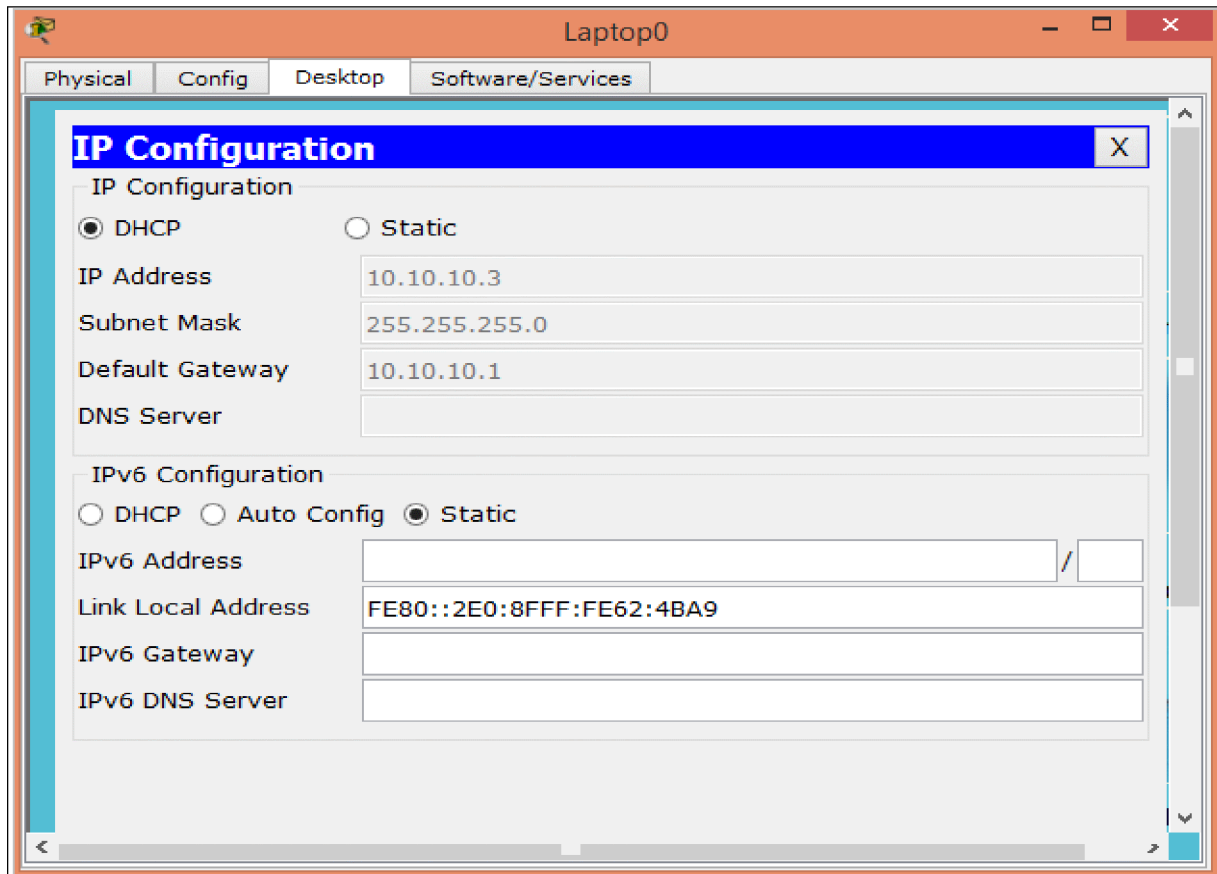 Laptop0
Physical Config Desktop Software/Services
IP Configuration X
IP Configuration
DHCP Static
IP Address 10.10.10.3
Subnet Mask 255.255.255.0
Default Gateway 10.10.10.1
DNS Server
IPv6 Configuration
DHCP Auto Config Static
IPv6 Address /
Link Local Address FE80::2E0:8FFF:FE62:4BA9
IPv6 Gateway
IPv6 DNS Server